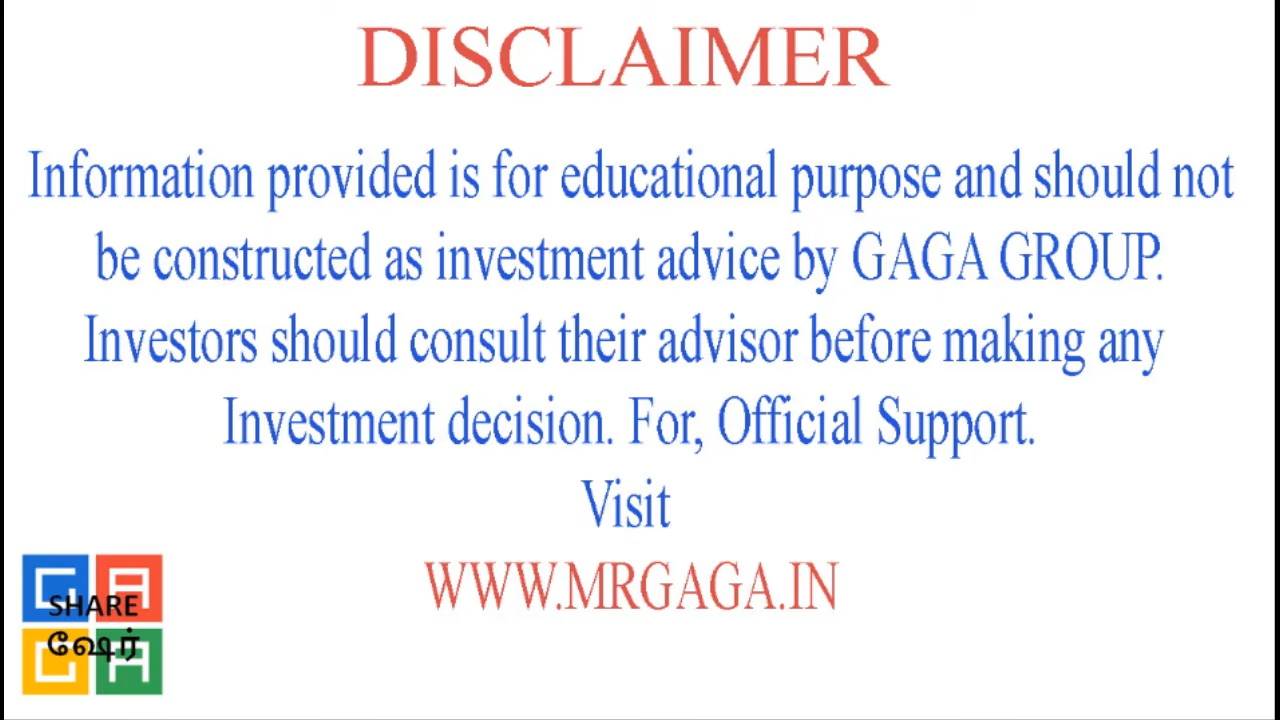 DISCLAIMER
Information provided is for educational purpose and should not
be constructed as investment advice by GAGA GROUP.
Investors should consult their advisor before making any
Investment decision. For, Official Support.
Visit
WWW.MRGAGA.IN
G A
SHARE
ஷேர்
G A